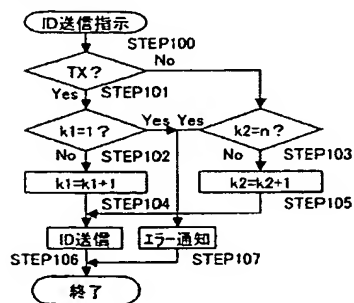 ID送信指示
STEP100
TX?
No
Yes
STEP101
k1=1?
Yes
Yes
k2=n?
No
STEP102
No
STEP103
k1=k1+1
k2=k2+1
STEP104
STEP105
ID送信
エラー通知
STEP106
STEP107
終了